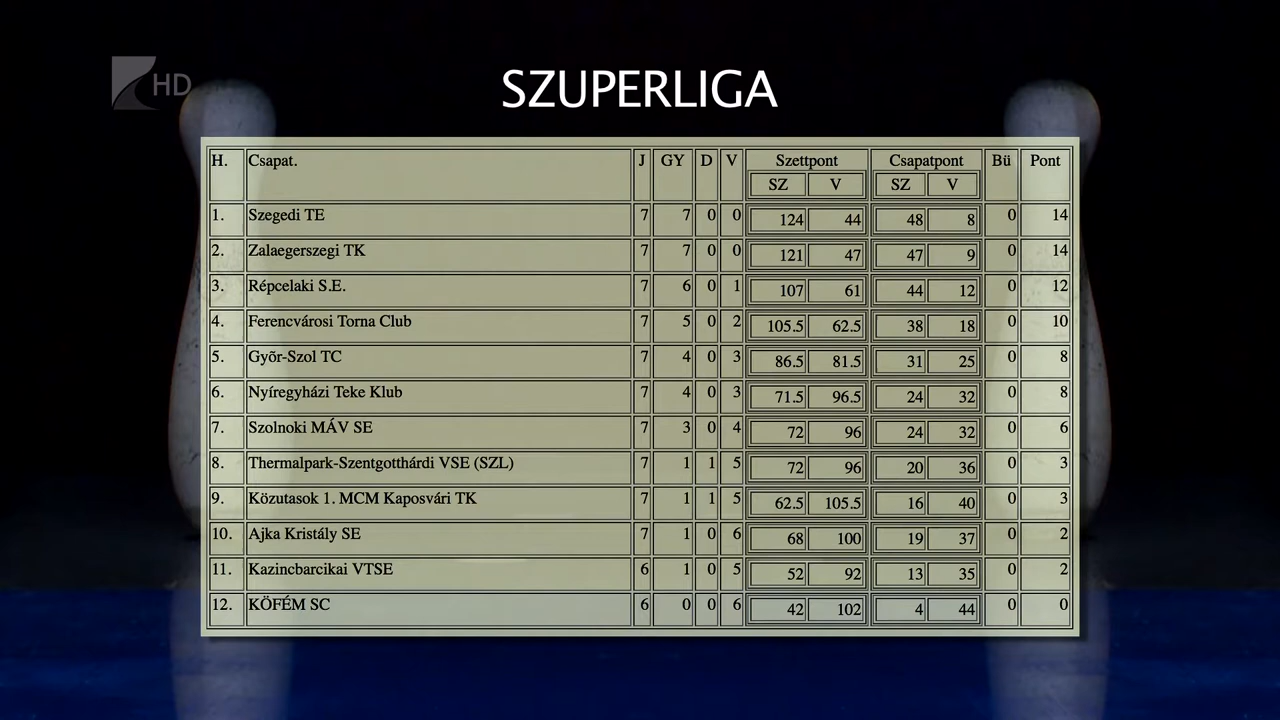 HD
SZUPERLIGA
H. Csapat. J GY D V Szettpont Csapatpont Bü Pont
SZ V SZ V
1. Szegedi TE 7 7 0 0 124 44 48 8 0 14
2. Zalaegerszegi TK 7 7 0 0 121 47 47 9 0 14
3. Répcelaki S.E. 7 6 0 1 107 61 44 12 0 12
4. Ferencvárosi Torna Club 7 5 0 2 105.5 62.5 38 18 0 10
5. Gyõr-Szol TC 7 4 0 3 86.5 81.5 31 25 0 8
6. Nyíregyházi Teke Klub 7 4 0 3 71.5 96.5 24 32 0 8
7. Szolnoki MÁV SE 7 3 0 4 72 96 24 32 0 6
8. Thermalpark-Szentgotthárdi VSE (SZL) 7 1 1 5 72 96 20 36 0 3
9. Közutasok 1. MCM Kaposvári TK 7 1 1 5 62.5 105.5 16 40 0 3
10. Ajka Kristály SE 7 1 0 6 68 100 19 37 0 2
11. Kazincbarcikai VTSE 6 1 0 5 52 92 13 35 0 2
12. KÖFÉM SC 6 0 0 6 42 102 4 44 0 0